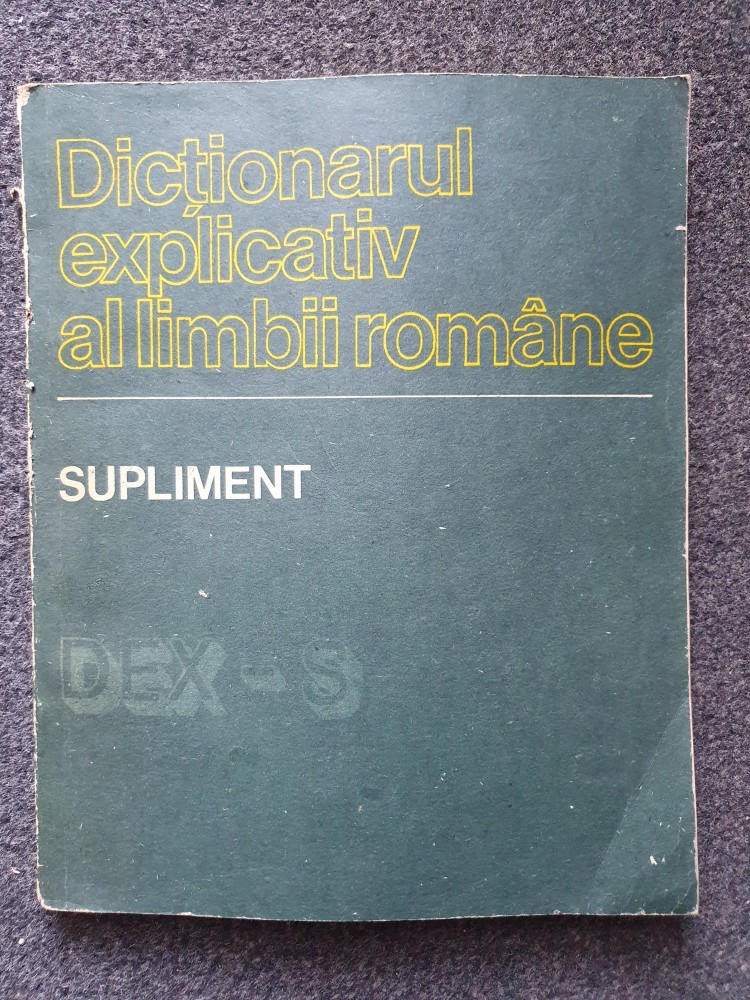 Dicționarul
explicativ
al limbii române
SUPLIMENT
DEX-S